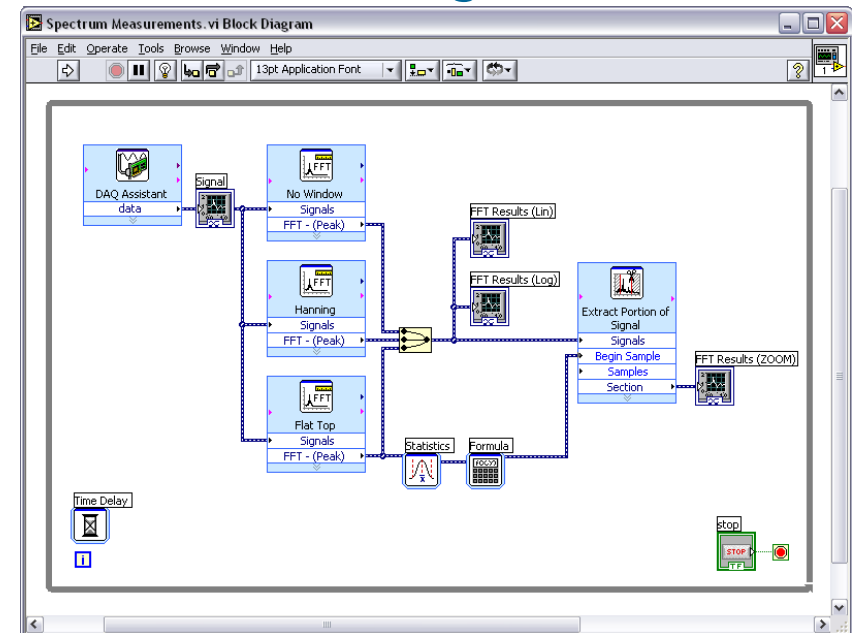 Spectrum Measurements.vi Block Diagram
File Edit Operate Tools Browse Window Help
13pt Application Font
?
1
DAQ Assistant
data
Signal
FFT
No Window
Signals
FFT - (Peak)
FFT
Hanning
Signals
FFT - (Peak)
FFT
Flat Top
Signals
FFT - (Peak)
FFT Results (Lin)
FFT Results (Log)
Extract Portion of
Signal
Signals
Begin Sample
Samples
Section
FFT Results (ZOOM)
Statistics
Formula
Time Delay
i
stop
STOP
TF